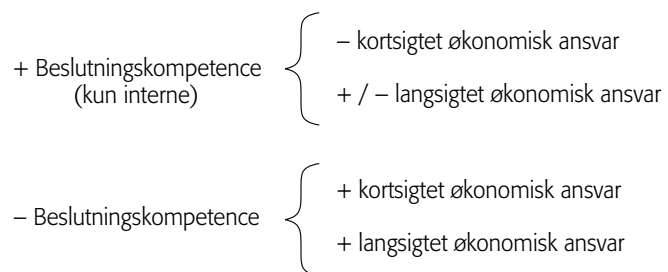 – kortsigtet økonomisk ansvar
+ Beslutningskompetence
(kun interne)
+ / – langsigtet økonomisk ansvar
+ kortsigtet økonomisk ansvar
– Beslutningskompetence
+ langsigtet økonomisk ansvar